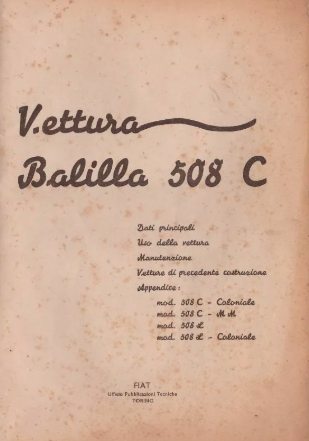 Vettura
Balilla 508 C
Dati principali
Uso della vettura
Manutenzione
Vetture di precedente costruzione
Appendice:
mod. 508 C - Coloniale
mod. 508 C - M M
mod. 508 L
mod. 508 L - Coloniale
FIAT
Ufficio Pubblicazioni Tecniche
TORINO